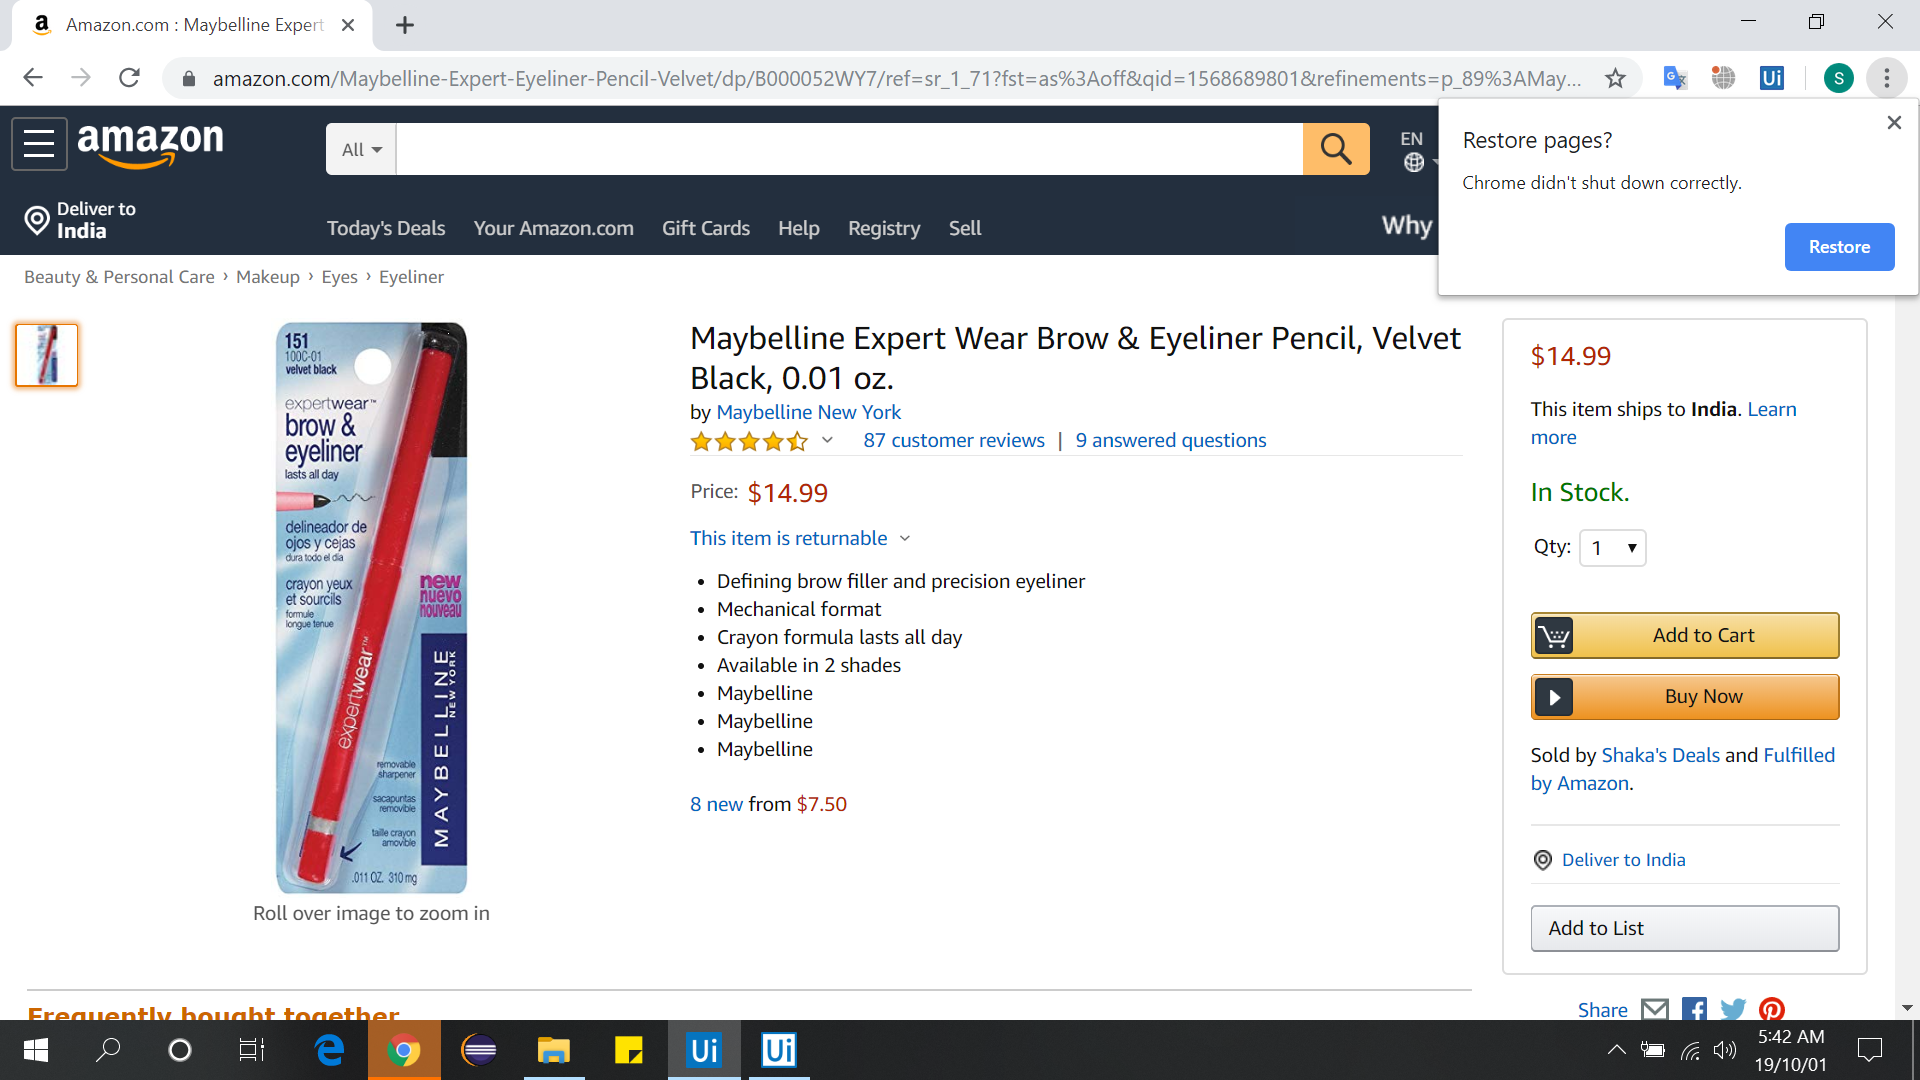 Amazon.com : Maybelline Expert
amazon.com/Maybelline-Expert-Eyeliner-Pencil-Velvet/dp/B000052WY7/ref=sr_1_71?fst=as%3Aoff&qid=1568689801&refinements=p_89%3AMay...
S
Restore pages?
Chrome didn't shut down correctly.
Restore
amazon
All
EN
Deliver to
India
Today's Deals
Your Amazon.com
Gift Cards
Help
Registry
Sell
Why
Beauty & Personal Care › Makeup › Eyes › Eyeliner
151
100C-01
velvet black
expertwear™
brow &
eyeliner
lasts all day
delineador de
ojos y cejas
dura todo el día
crayon yeux
et sourcils
formule
longue tenue
new
nuevo
nouveau
expertwear™
MAYBELLINE
NEW YORK
removable
sharpener
sacapuntas
removible
taille crayon
amovible
.011 OZ. 310 mg
Roll over image to zoom in
Maybelline Expert Wear Brow & Eyeliner Pencil, Velvet
Black, 0.01 oz.
by Maybelline New York
87 customer reviews | 9 answered questions
Price: $14.99
This item is returnable
• Defining brow filler and precision eyeliner
• Mechanical format
• Crayon formula lasts all day
• Available in 2 shades
• Maybelline
• Maybelline
• Maybelline
8 new from $7.50
$14.99
This item ships to India. Learn
more
In Stock.
Qty: 1
Add to Cart
Buy Now
Sold by Shaka's Deals and Fulfilled
by Amazon.
Deliver to India
Add to List
Share
Frequently bought together
Ui
Ui
Ui
5:42 AM
19/10/01